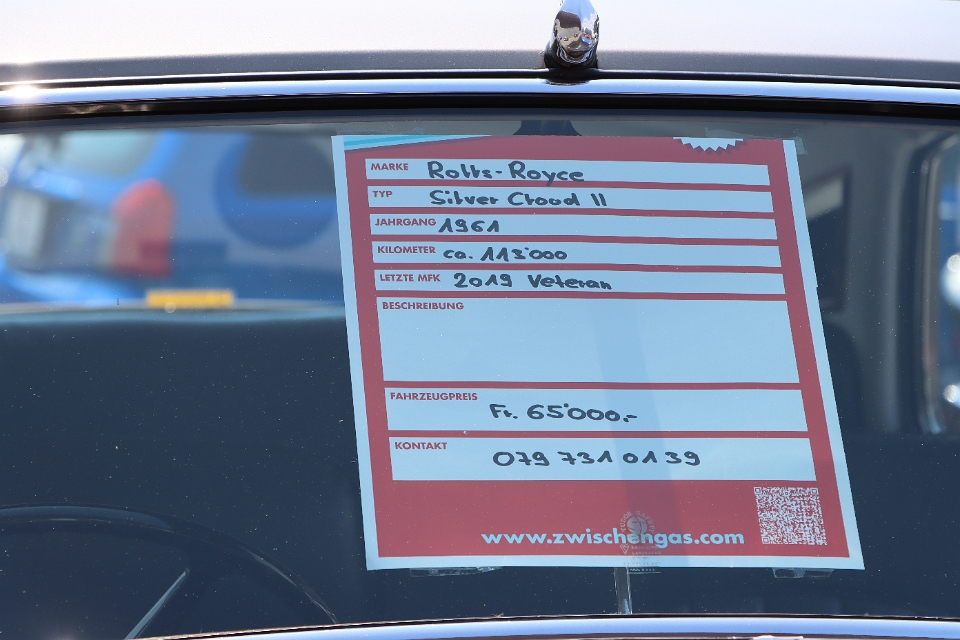 MARKE Rolls-Royce
TYP Silver Cloud II
JAHRGANG 1961
KILOMETER ca. 113'000
LETZTE MFK 2019 Veteran
BESCHREIBUNG
FAHRZEUGPREIS
Fr. 65'000,-
KONTAKT
079 731 01 39
www.zwischengas.com